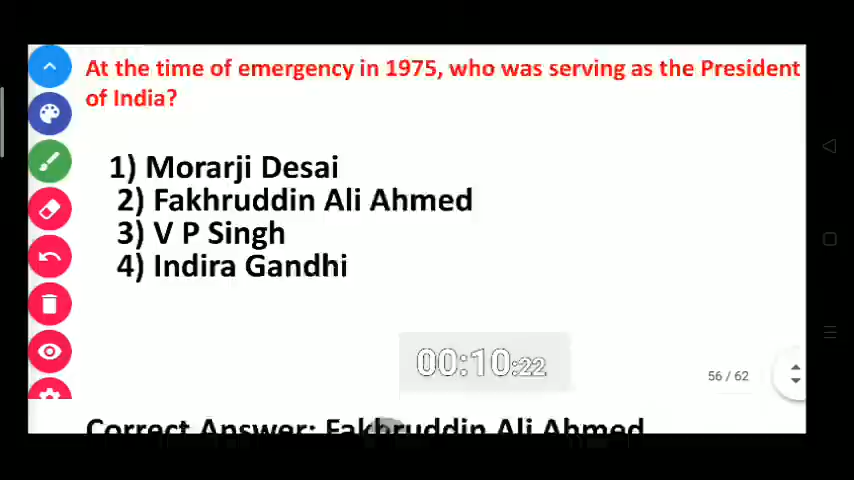 At the time of emergency in 1975, who was serving as the President
of India?
1) Morarji Desai
2) Fakhruddin Ali Ahmed
3) V P Singh
4) Indira Gandhi
00:10:22
56 / 62
Correct Answer: Fakhruddin Ali Ahmed